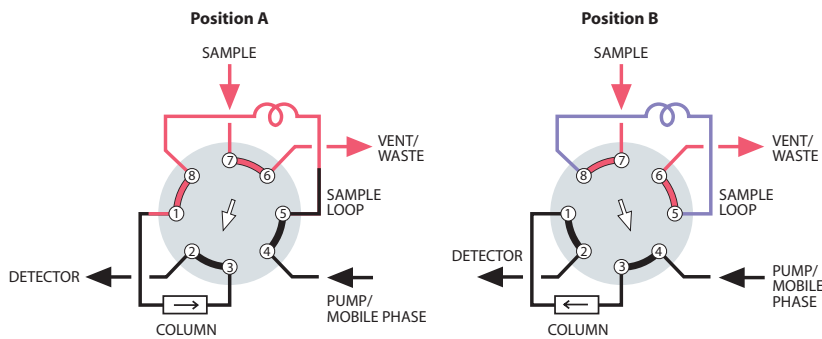 Position A
SAMPLE
VENT/
WASTE
7
8
6
SAMPLE
LOOP
1
5
2
4
3
DETECTOR
PUMP/
MOBILE PHASE
COLUMN
Position B
SAMPLE
VENT/
WASTE
7
8
6
SAMPLE
LOOP
1
5
2
4
3
DETECTOR
PUMP/
MOBILE
PHASE
COLUMN